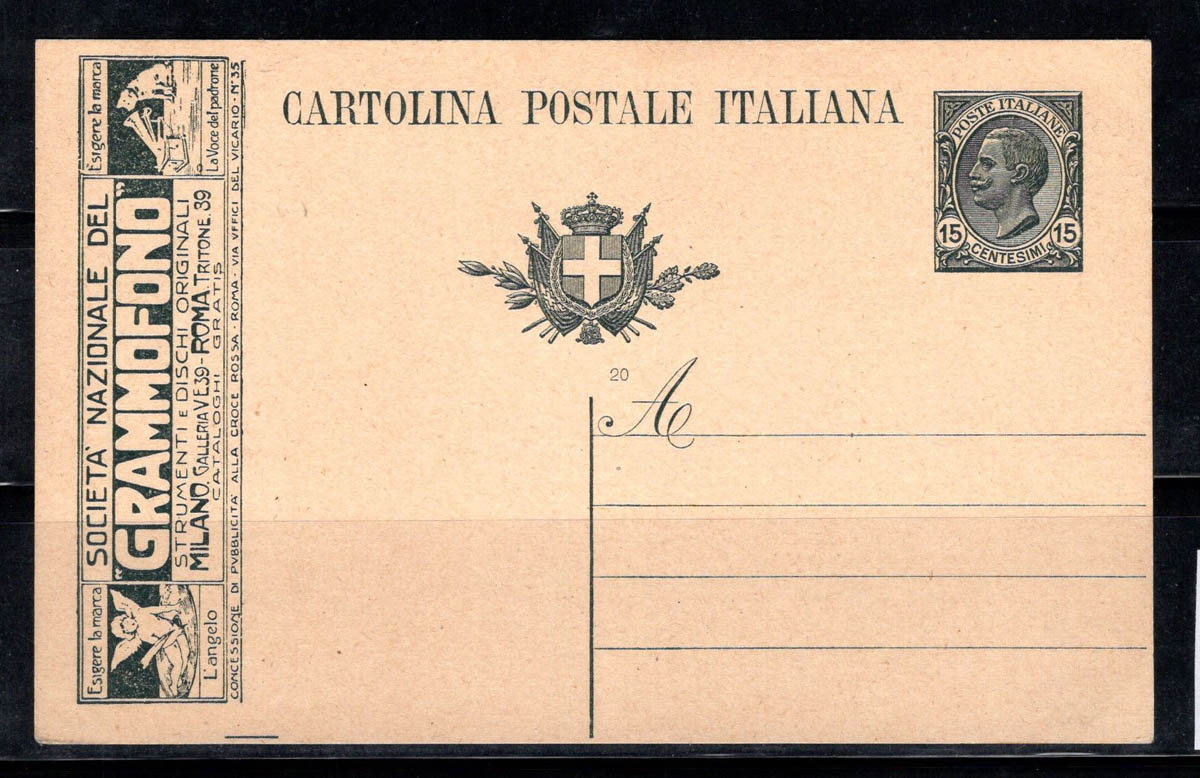 CARTOLINA POSTALE ITALIANA
POSTE ITALIANE
15 15
CENTESIMI
20
A
Esigere la marca
La Voce del padrone
SOCIETA' NAZIONALE DEL
"GRAMMOFONO"
STRUMENTI E DISCHI ORIGINALI
MILANO. GALLERIA V E 39 - ROMA. TRITONE. 39
CATALOGHI GRATIS
Esigere la marca
L'angelo
CONCESSIONE DI PVBBLICITA' ALLA CROCE ROSSA · ROMA · VIA VFFICI DEL VICARIO · N° 35